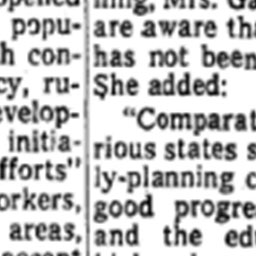 popu-
h con-
cy, ru-
evelop-
initia-
fforts"
orkers,
areas,
ning, Mrs. Ga
are aware tha
has not been
She added:
"Comparat
rious states s
ly-planning c
good progre
and the edu